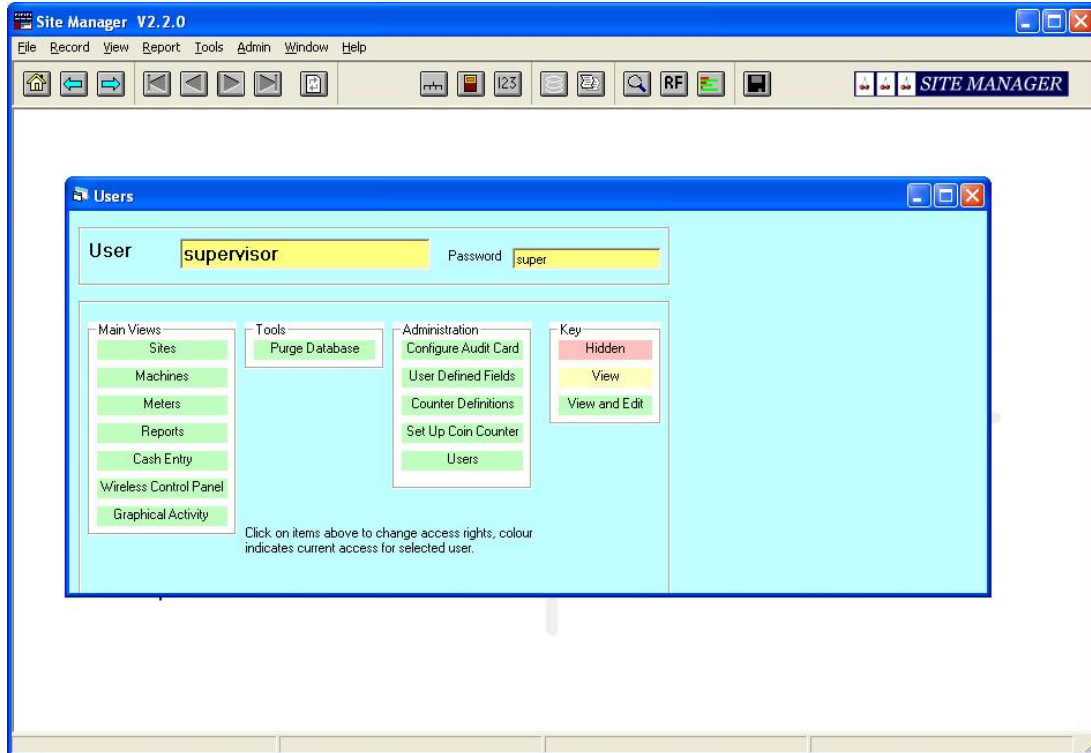 Site Manager V2.2.0
File Record View Report Tools Admin Window Help
123 RF SITE MANAGER
Users
User supervisor Password super
Main Views Tools Administration Key
Sites Purge Database Configure Audit Card Hidden
Machines User Defined Fields View
Meters Counter Definitions View and Edit
Reports Set Up Coin Counter
Cash Entry Users
Wireless Control Panel
Graphical Activity
Click on items above to change access rights, colour
indicates current access for selected user.